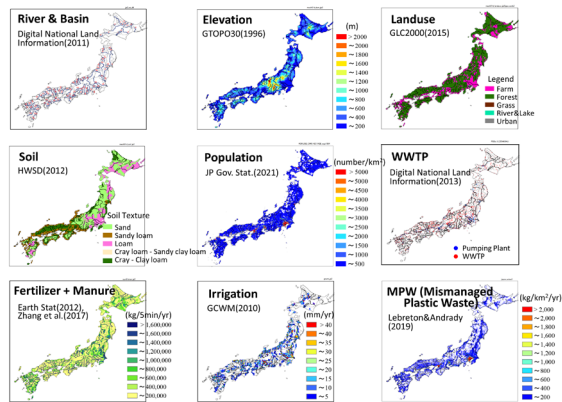 River & Basin
Digital National Land
Information(2011)
Elevation
GTOPO30(1996)
(m)
> 2000
～2000
～1800
～1600
～1400
～1200
～1000
～800
～600
～400
～200
Landuse
GLC2000(2015)
Legend
Farm
Forest
Grass
River&Lake
Urban
Soil
HWSD(2012)
Soil Texture
Sand
Sandy loam
Loam
Cray loam - Sandy clay loam
Cray - Clay loam
Population
JP Gov. Stat.(2021)
(number/km²)
> 5000
～5000
～4500
～4000
～3500
～3000
～2500
～2000
～1500
～1000
～500
WWTP
Digital National Land
Information(2013)
Pumping Plant
WWTP
Fertilizer + Manure
Earth Stat(2012),
Zhang et al.(2017)
(kg/5min/yr)
> 1,600,000
～1,600,000
～1,400,000
～1,200,000
～1,000,000
～800,000
～600,000
～400,000
～200,000
Irrigation
GCWM(2010)
(mm/yr)
> 40
～40
～35
～30
～25
～20
～15
～10
～5
MPW (Mismanaged
Plastic Waste)
Lebreton&Andrady
(2019)
(kg/km²/yr)
> 2,000
～2,000
～1,800
～1,600
～1,400
～1,200
～1,000
～800
～600
～400
～200